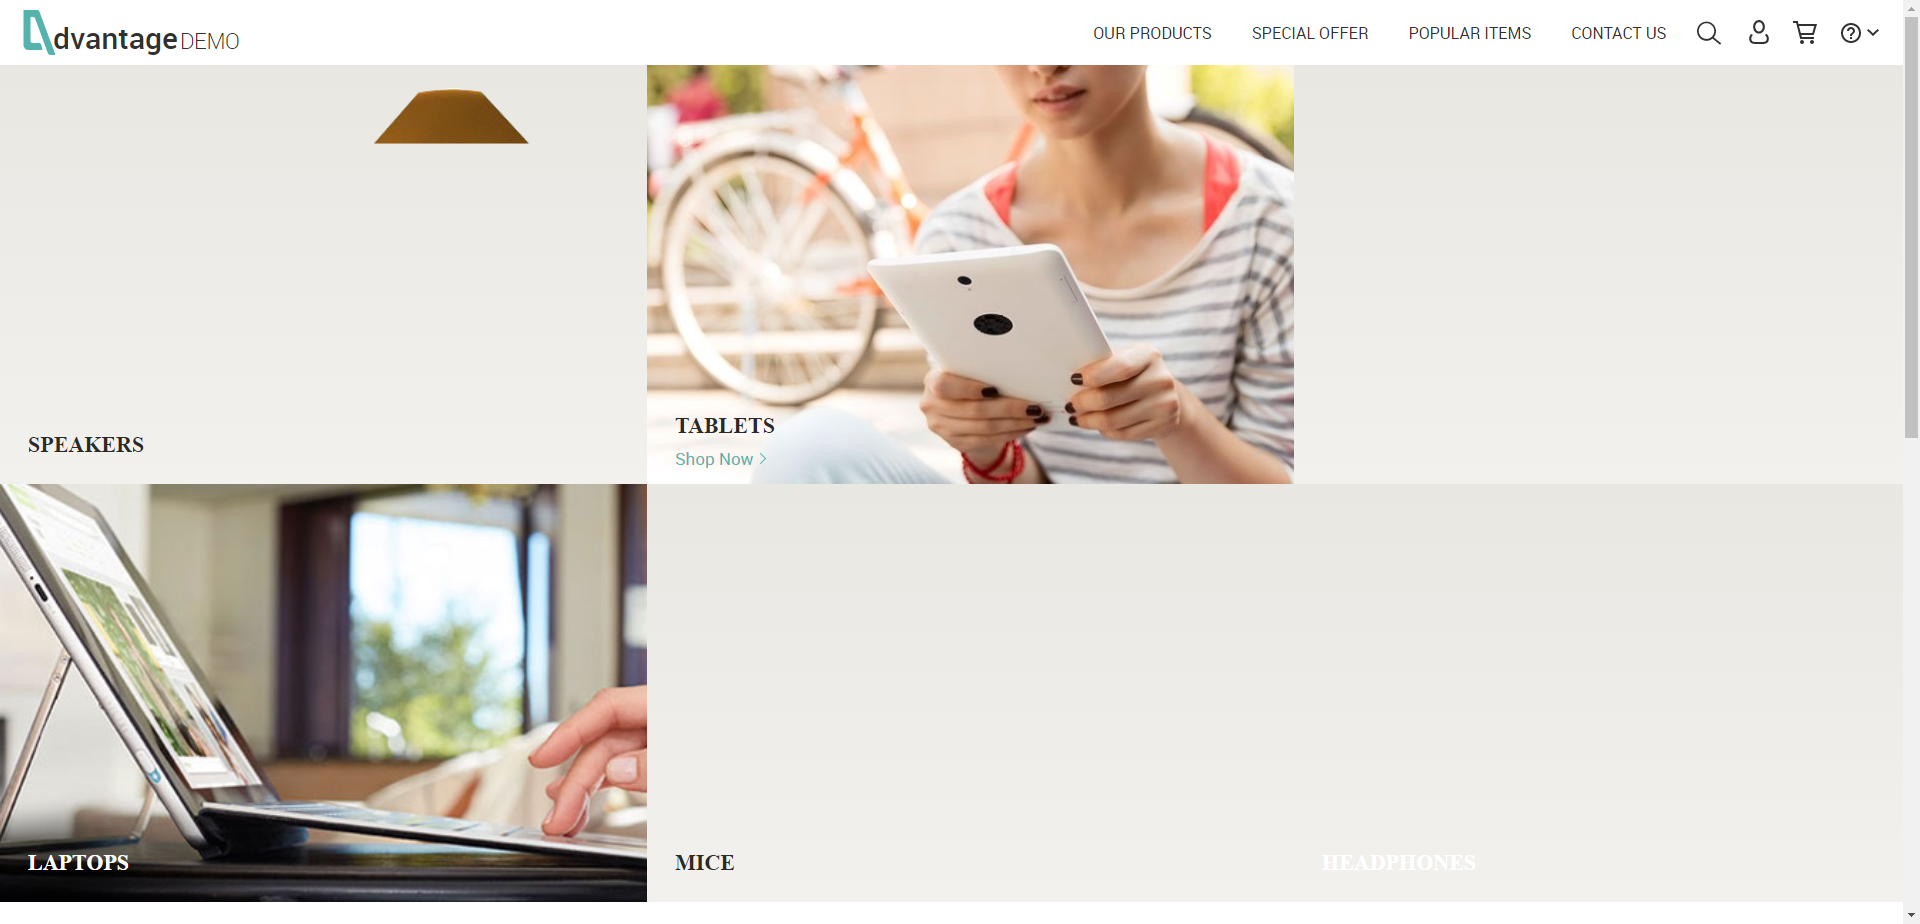 dvantage DEMO
OUR PRODUCTS
SPECIAL OFFER
POPULAR ITEMS
CONTACT US
SPEAKERS
TABLETS
Shop Now
LAPTOPS
MICE
HEADPHONES